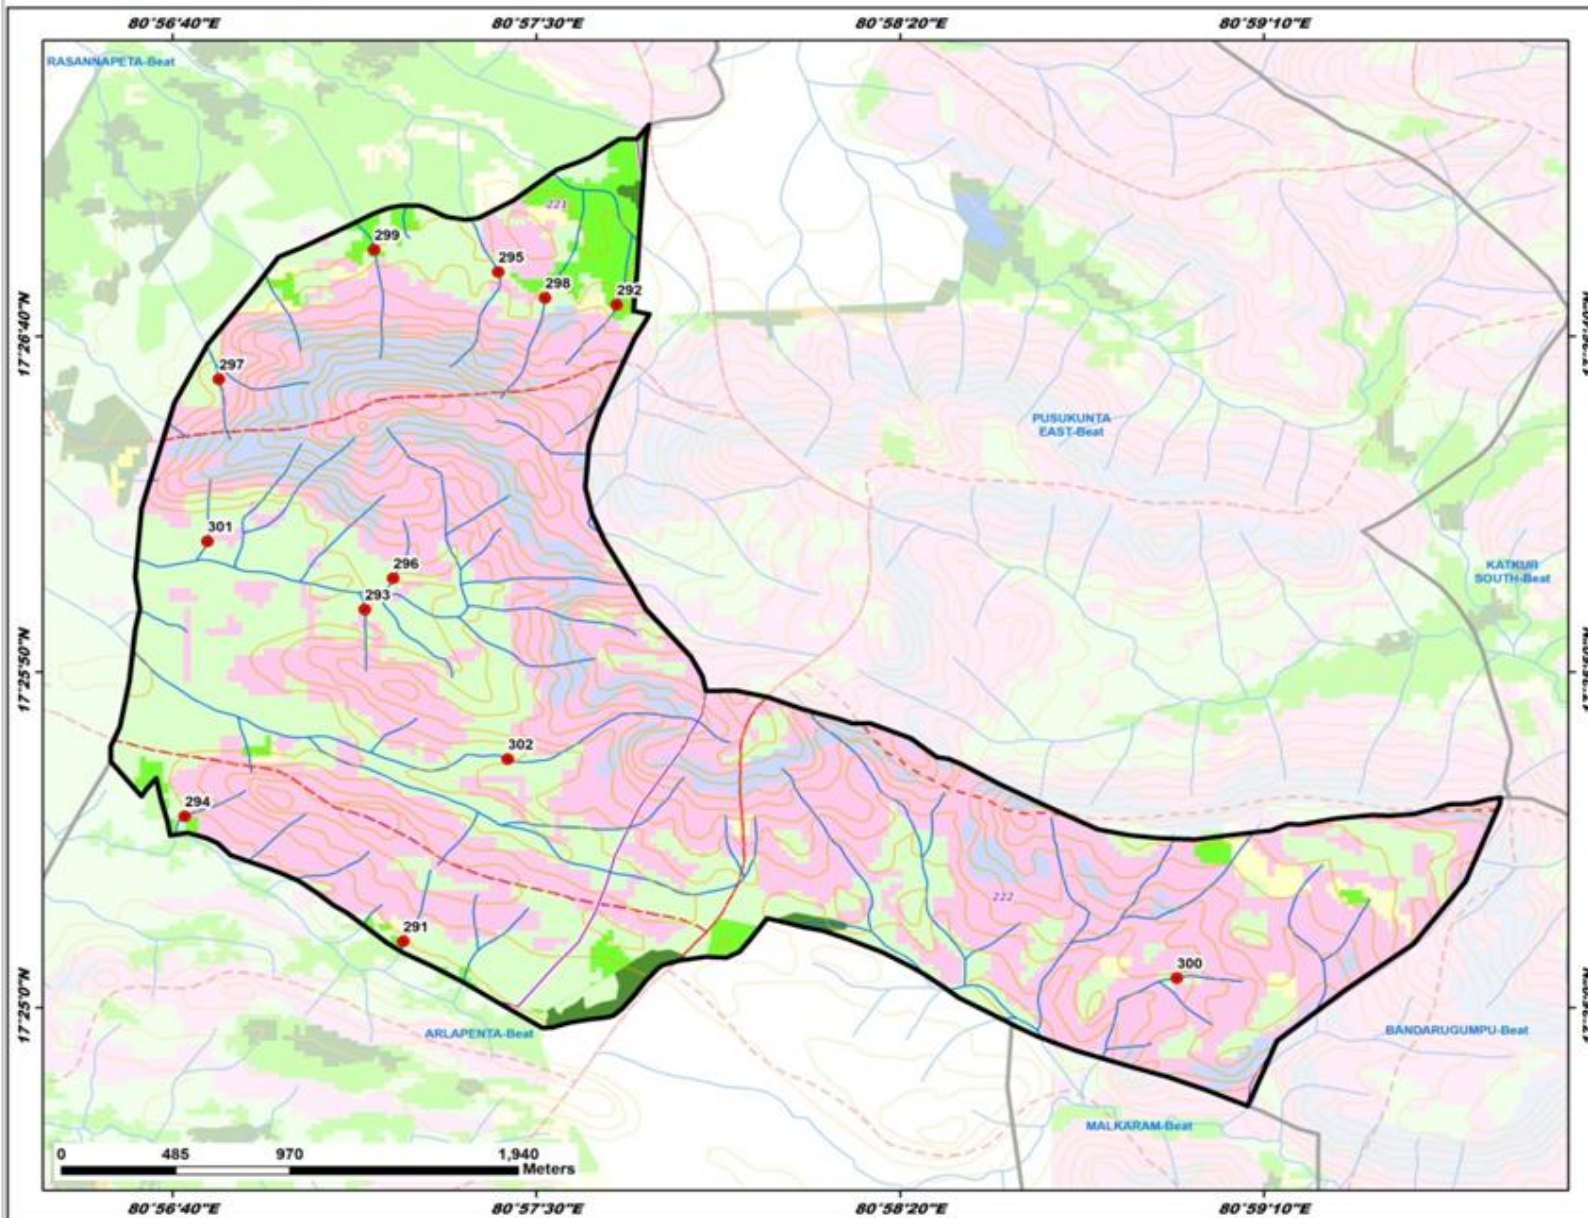 80°56'40"E 80°57'30"E 80°58'20"E 80°59'10"E
RASANNAPETA-Beat
221
299
295
298
292
17°26'40"N
297
PUSUKUNTA
EAST-Beat
301
296
293
KATKUR
SOUTH-Beat
17°25'50"N
302
294
222
291
300
17°25'0"N
ARLAPENTA-Beat
BANDARUGUMPU-Beat
MALKARAM-Beat
0 485 970 1,940
Meters
80°56'40"E 80°57'30"E 80°58'20"E 80°59'10"E